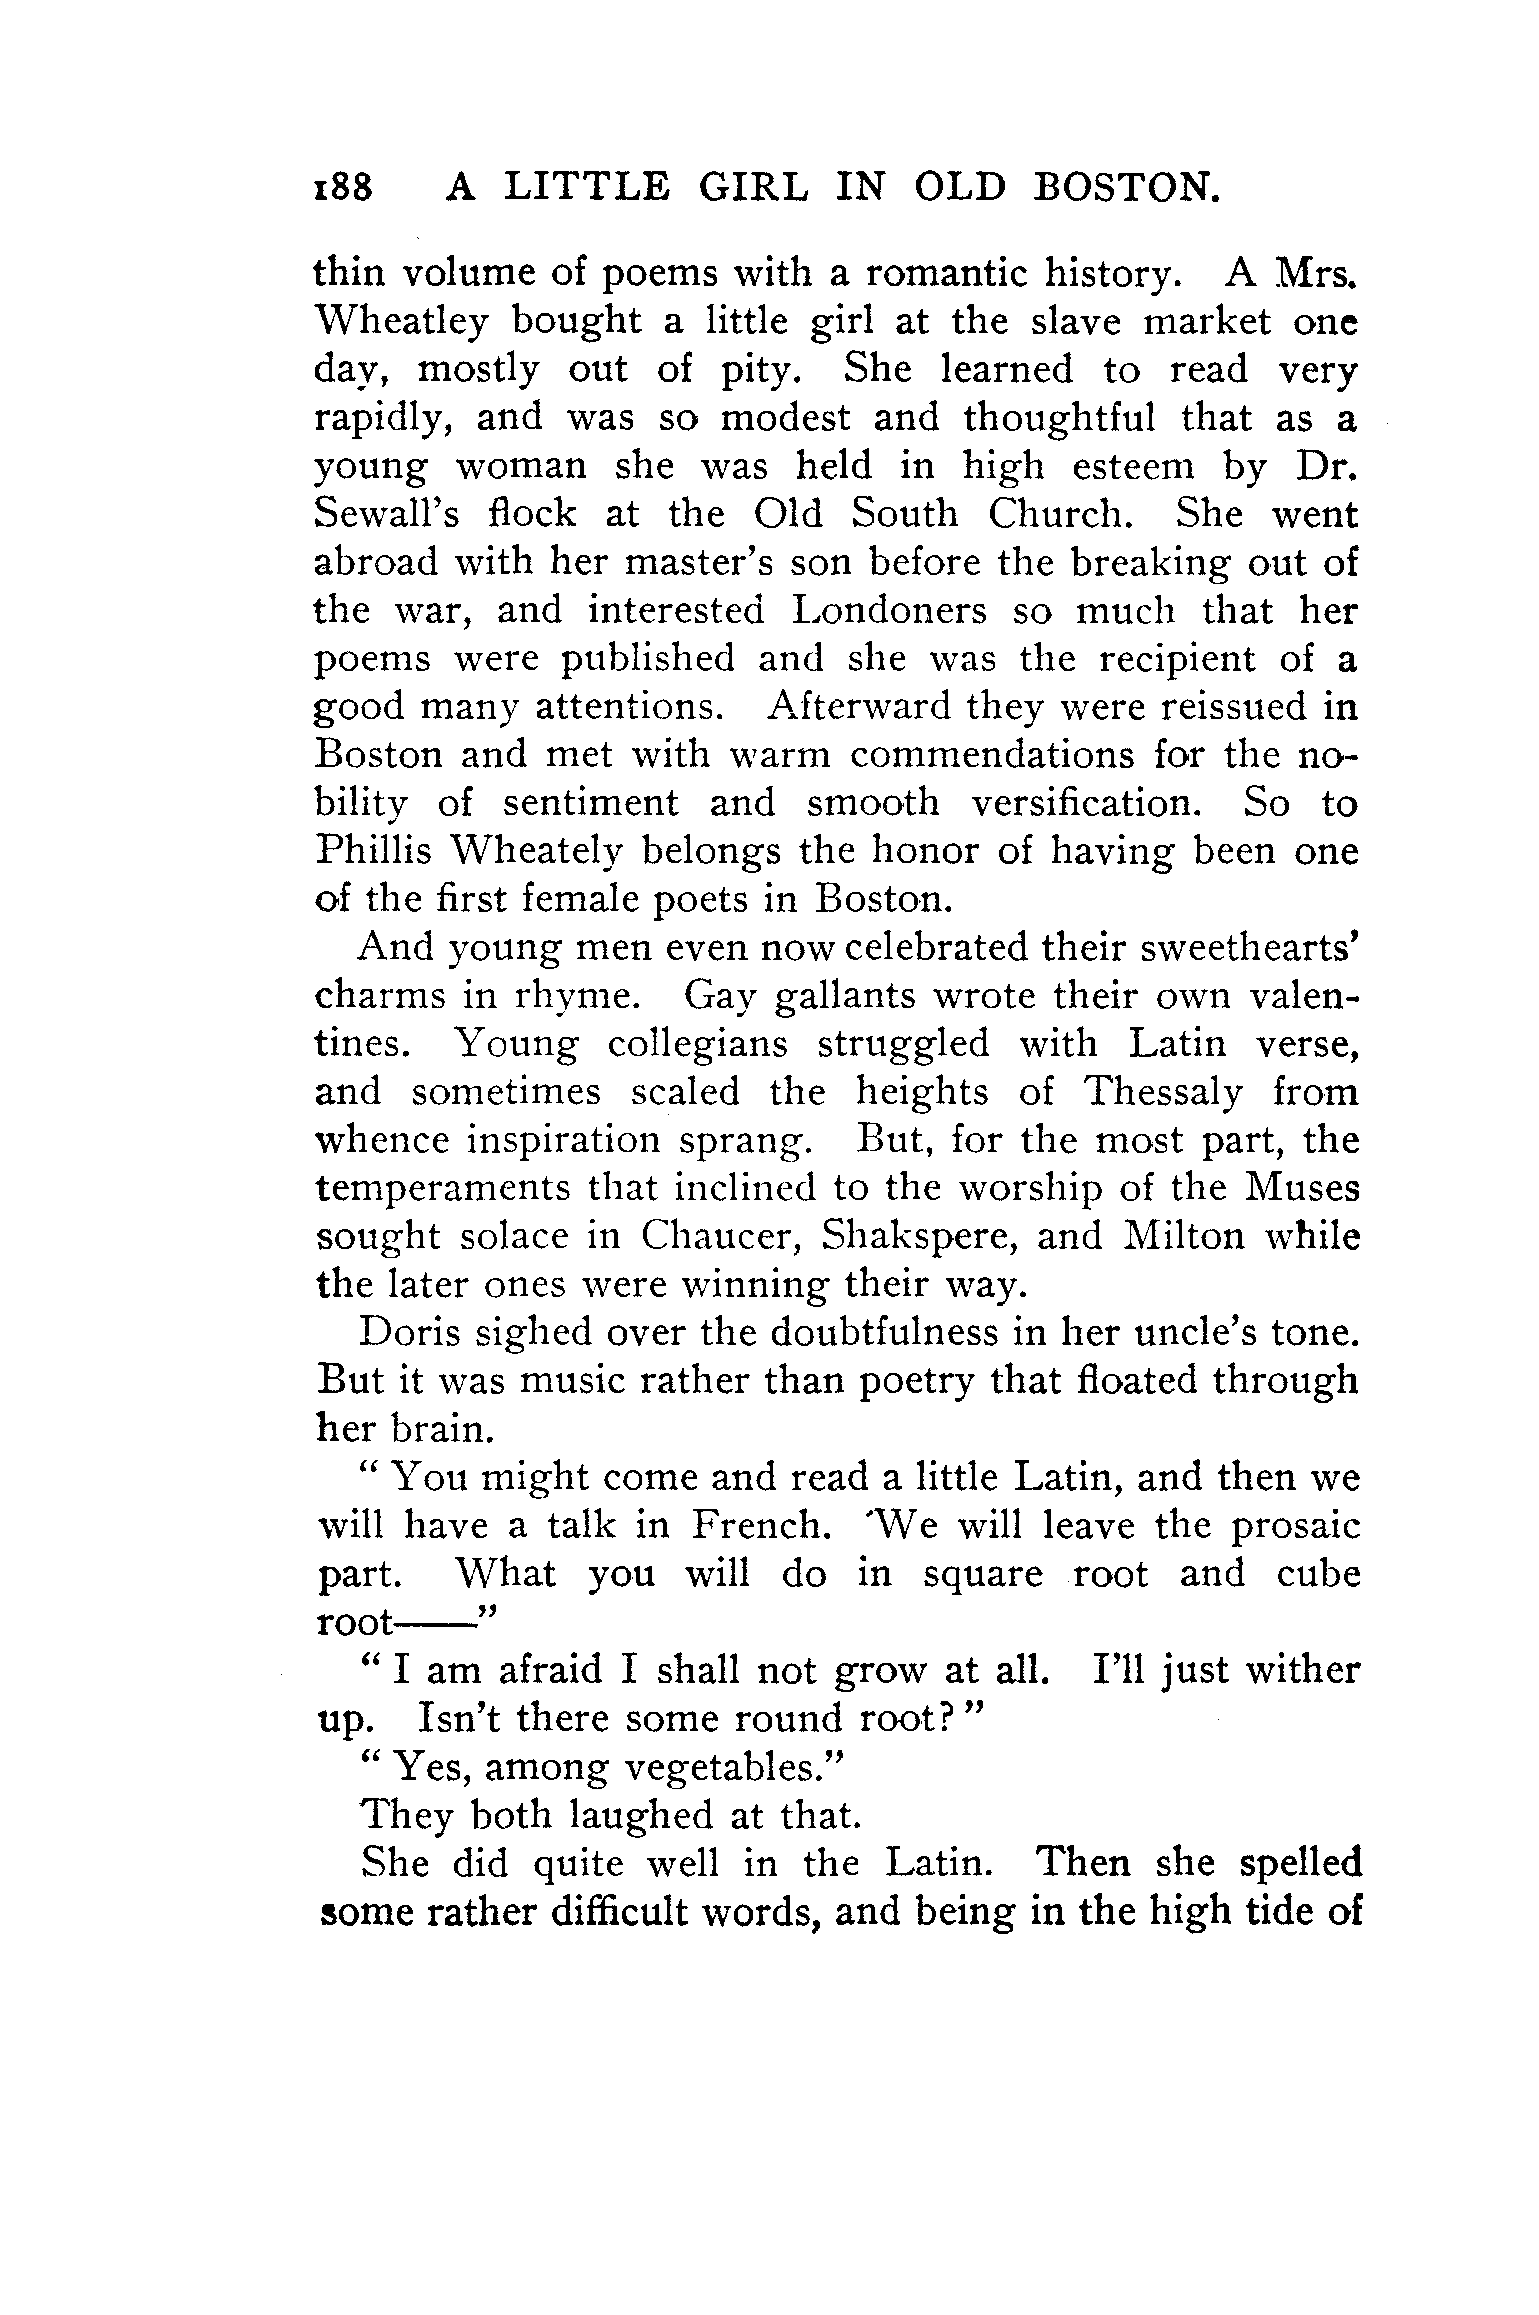 188 A LITTLE GIRL IN OLD BOSTON.
thin volume of poems with a romantic history. A Mrs.
Wheatley bought a little girl at the slave market one
day, mostly out of pity. She learned to read very
rapidly, and was so modest and thoughtful that as a
young woman she was held in high esteem by Dr.
Sewall's flock at the Old South Church. She went
abroad with her master's son before the breaking out of
the war, and interested Londoners so much that her
poems were published and she was the recipient of a
good many attentions. Afterward they were reissued in
Boston and met with warm commendations for the no-
bility of sentiment and smooth versification. So to
Phillis Wheately belongs the honor of having been one
of the first female poets in Boston.
And young men even now celebrated their sweethearts'
charms in rhyme. Gay gallants wrote their own valen-
tines. Young collegians struggled with Latin verse,
and sometimes scaled the heights of Thessaly from
whence inspiration sprang. But, for the most part, the
temperaments that inclined to the worship of the Muses
sought solace in Chaucer, Shakspere, and Milton while
the later ones were winning their way.
Doris sighed over the doubtfulness in her uncle's tone.
But it was music rather than poetry that floated through
her brain.
" You might come and read a little Latin, and then we
will have a talk in French. We will leave the prosaic
part. What you will do in square root and cube
root——"
" I am afraid I shall not grow at all. I'll just wither
up. Isn't there some round root? "
" Yes, among vegetables."
They both laughed at that.
She did quite well in the Latin. Then she spelled
some rather difficult words, and being in the high tide of